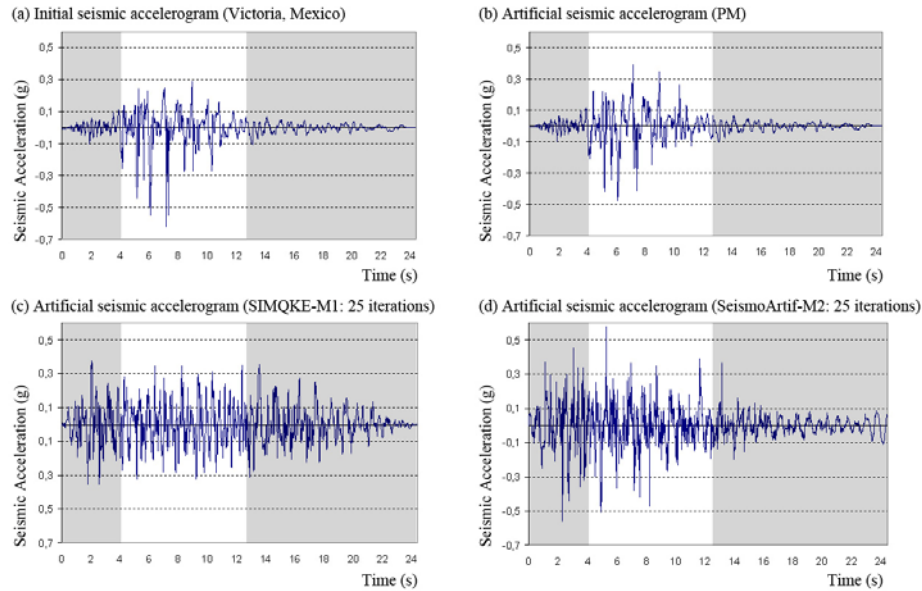 (a) Initial seismic accelerogram (Victoria, Mexico)
Seismic Acceleration (g)
0,5
0,3
0,1
-0,1
-0,3
-0,5
-0,7
0 2 4 6 8 10 12 14 16 18 20 22 24
Time (s)
(b) Artificial seismic accelerogram (PM)
Seismic Acceleration (g)
0,5
0,3
0,1
-0,1
-0,3
-0,5
-0,7
0 2 4 6 8 10 12 14 16 18 20 22 24
Time (s)
(c) Artificial seismic accelerogram (SIMQKE-M1: 25 iterations)
Seismic Acceleration (g)
0,5
0,3
0,1
0,1
0,3
0,5
0,7
0 2 4 6 8 10 12 14 16 18 20 22 24
Time (s)
(d) Artificial seismic accelerogram (SeismoArtif-M2: 25 iterations)
Seismic Acceleration (g)
0,5
0,3
0,1
-0,1
-0,3
-0,5
-0,7
0 2 4 6 8 10 12 14 16 18 20 22 24
Time (s)